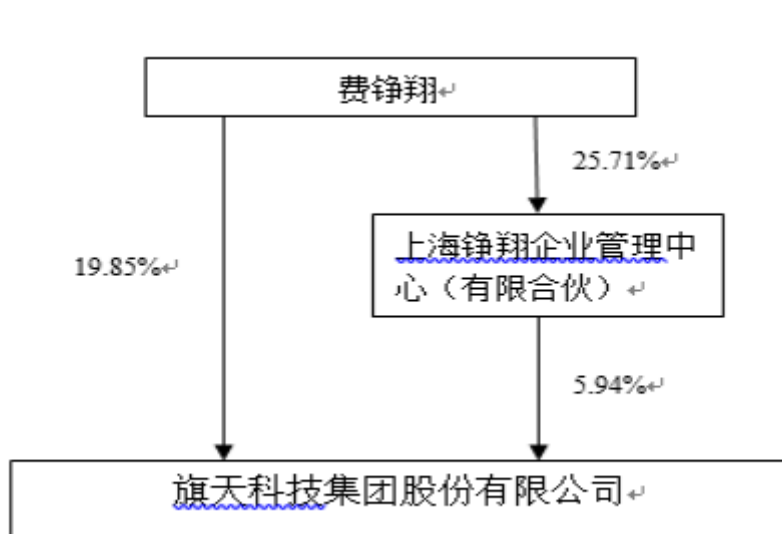 费铮翔
25.71%
上海铮翔企业管理中
心（有限合伙）
19.85%
5.94%
旗天科技集团股份有限公司